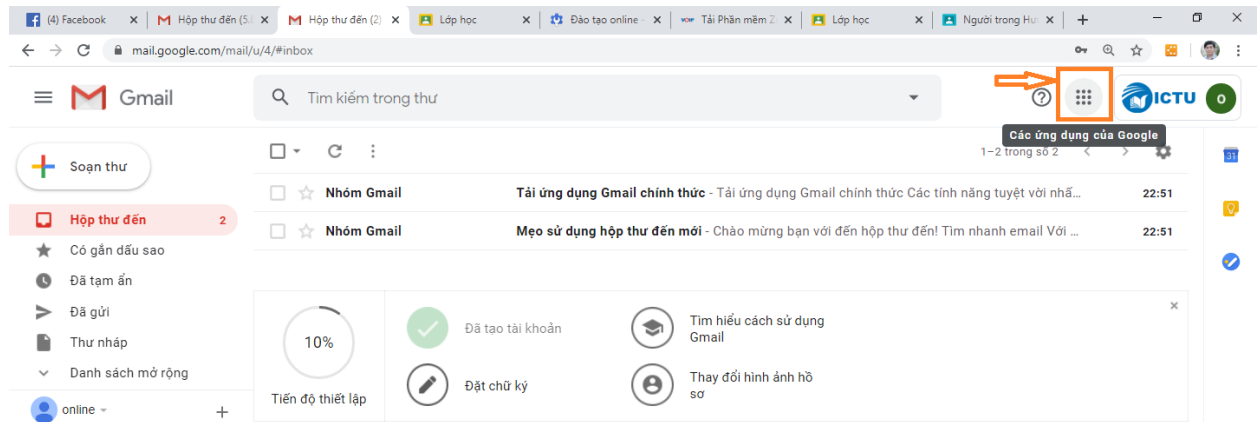 (4) Facebook
Hộp thư đến (5.
Hộp thư đến (2)
Lớp học
Đào tạo online -
Tải Phần mềm Z
Lớp học
Người trong Hu
mail.google.com/mail/u/4/#inbox
Gmail
Tìm kiếm trong thư
ICTU
o
Các ứng dụng của Google
Soạn thư
1–2 trong số 2
31
Nhóm Gmail Tải ứng dụng Gmail chính thức - Tải ứng dụng Gmail chính thức Các tính năng tuyệt vời nhấ... 22:51
Hộp thư đến 2
Nhóm Gmail Mẹo sử dụng hộp thư đến mới - Chào mừng bạn với đến hộp thư đến! Tìm nhanh email Với ... 22:51
Có gắn dấu sao
Đã tạm ẩn
Đã gửi
Thư nháp
Danh sách mở rộng
online
10%
Tiến độ thiết lập
Đã tạo tài khoản
Tìm hiểu cách sử dụng
Gmail
Đặt chữ ký
Thay đổi hình ảnh hồ
sơ